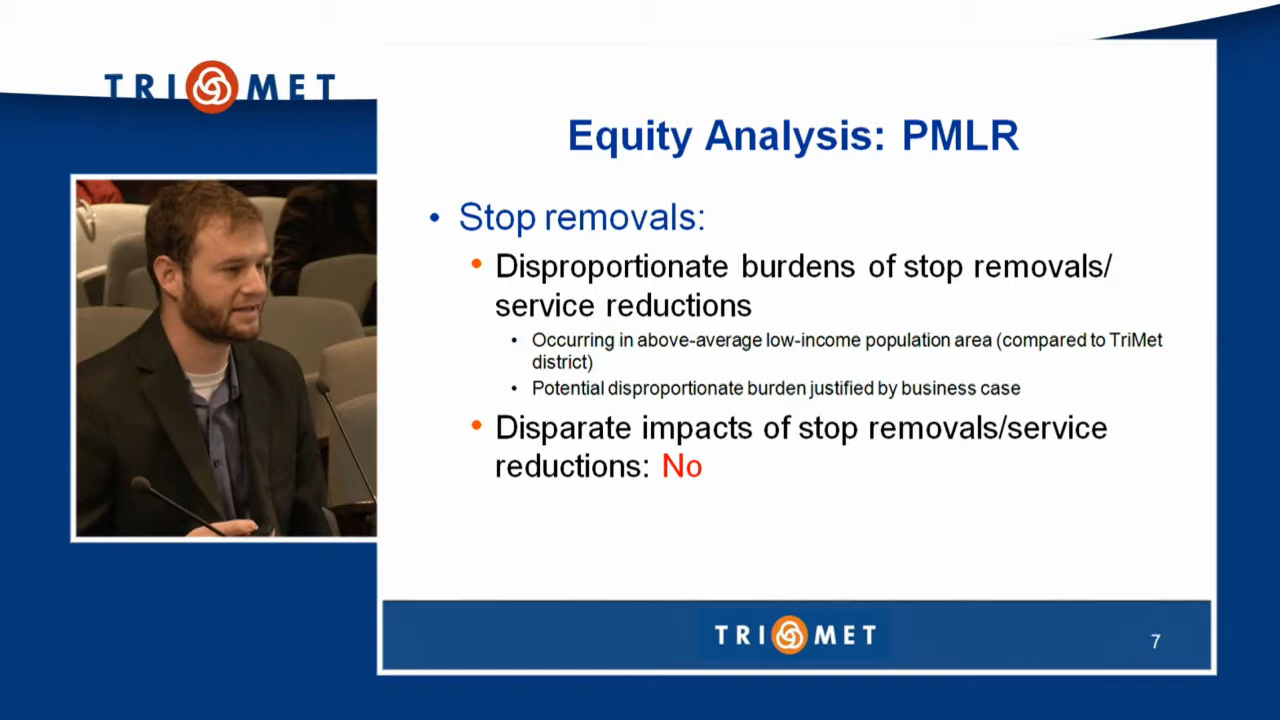 TRIMET
Equity Analysis: PMLR
• Stop removals:
• Disproportionate burdens of stop removals/
service reductions
• Occurring in above-average low-income population area (compared to TriMet
district)
• Potential disproportionate burden justified by business case
• Disparate impacts of stop removals/service
reductions: No
TRIMET
7